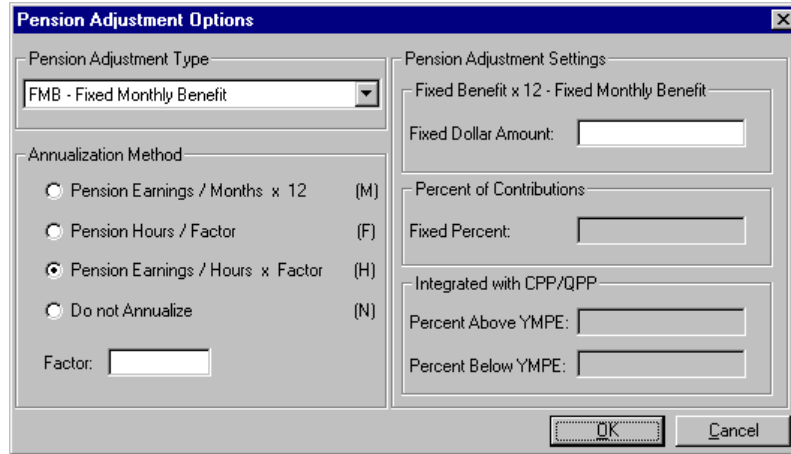 Pension Adjustment Options
Pension Adjustment Type
FMB - Fixed Monthly Benefit
Annualization Method
Pension Earnings / Months x 12 (M)
Pension Hours / Factor (F)
Pension Earnings / Hours x Factor (H)
Do not Annualize (N)
Factor:
Pension Adjustment Settings
Fixed Benefit x 12 - Fixed Monthly Benefit
Fixed Dollar Amount:
Percent of Contributions
Fixed Percent:
Integrated with CPP/QPP
Percent Above YMPE:
Percent Below YMPE:
OK
Cancel